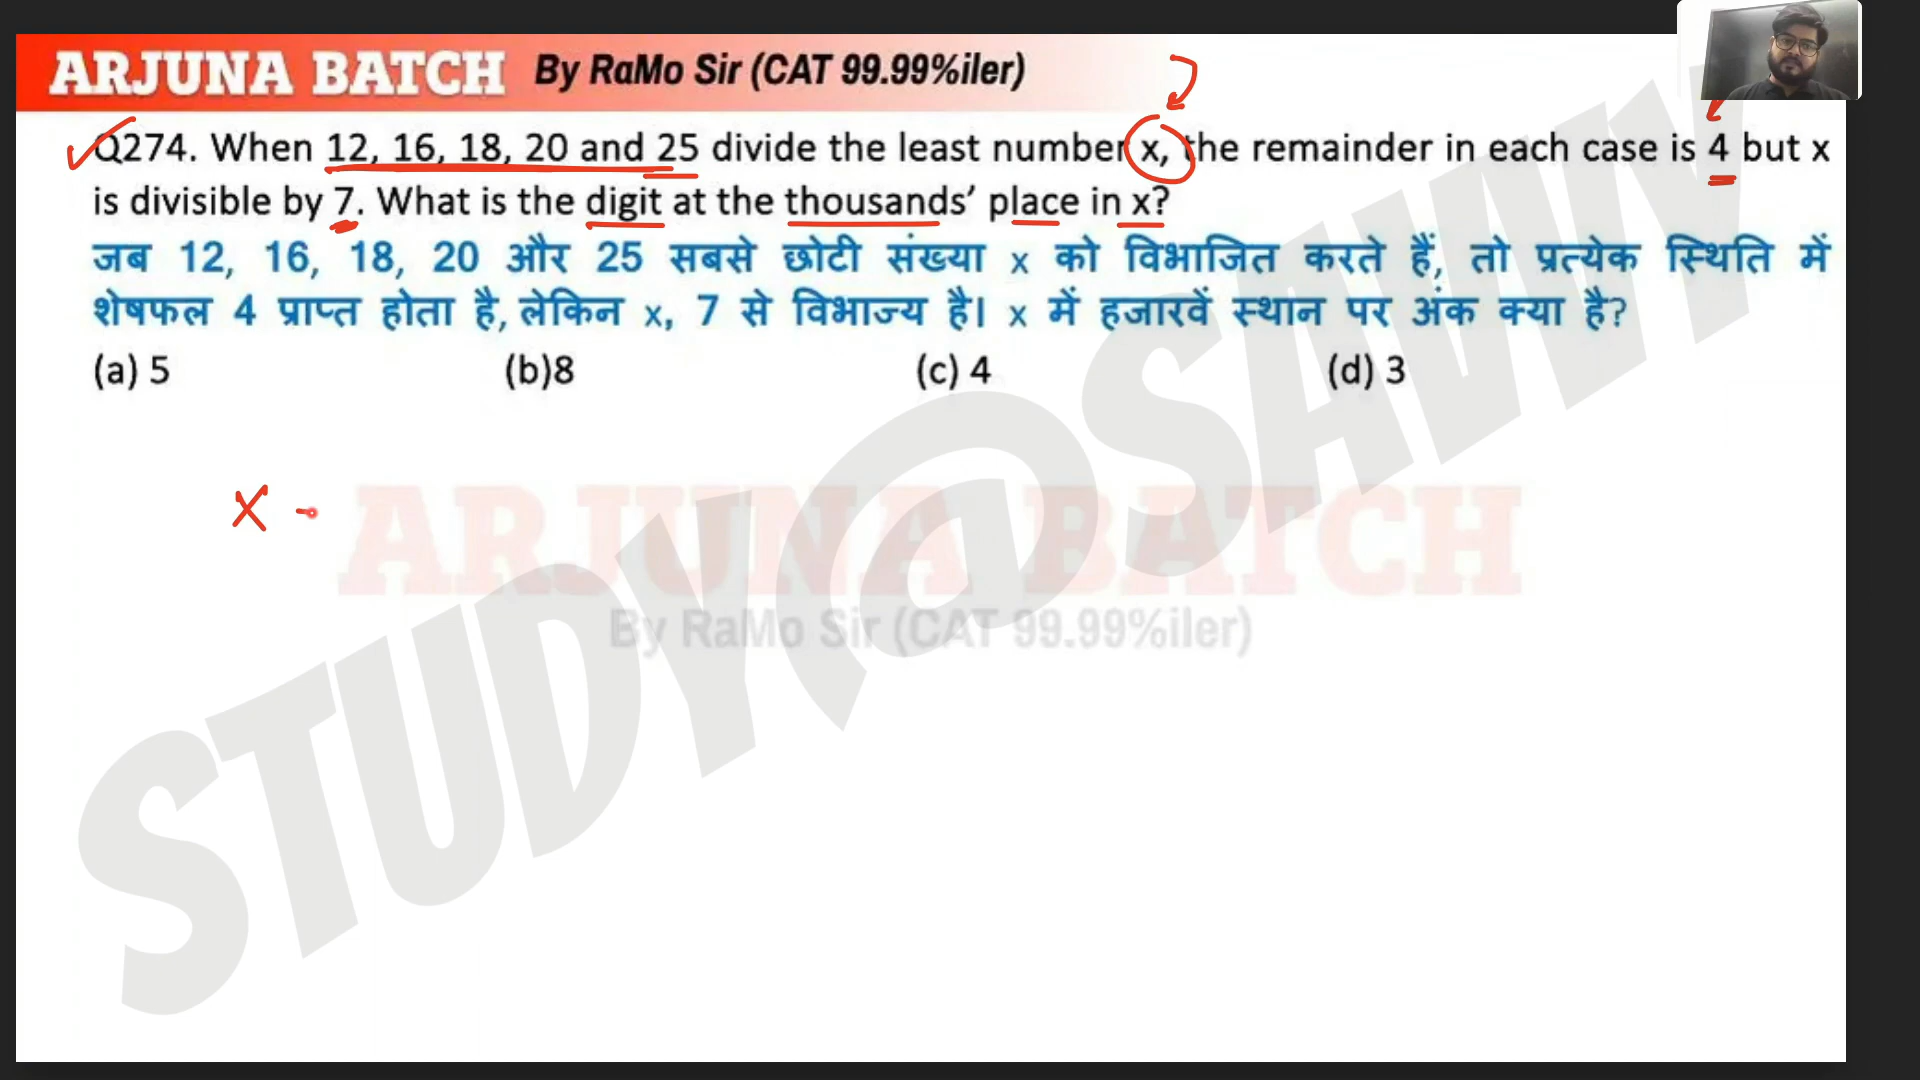 ARJUNA BATCH By RaMo Sir (CAT 99.99%iler)
Q274. When 12, 16, 18, 20 and 25 divide the least number x, the remainder in each case is 4 but x
is divisible by 7. What is the digit at the thousands’ place in x?
जब 12, 16, 18, 20 और 25 सबसे छोटी संख्या x को विभाजित करते हैं, तो प्रत्येक स्थिति में
शेषफल 4 प्राप्त होता है, लेकिन x, 7 से विभाज्य है। x में हजारवें स्थान पर अंक क्या है?
(a) 5 (b)8 (c) 4 (d) 3
X -
ARJUNA BATCH
By RaMo Sir (CAT 99.99%iler)
STUDY@SAVVY